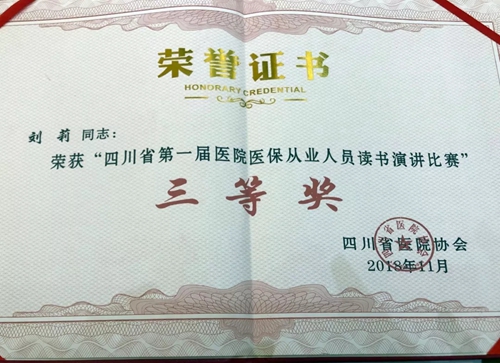 荣誉证书
HONORARY CREDENTIAL
刘莉 同志：
荣获“四川省第一届医院医保从业人员读书演讲比赛”
三等奖
四川省医院协会
2018年11月